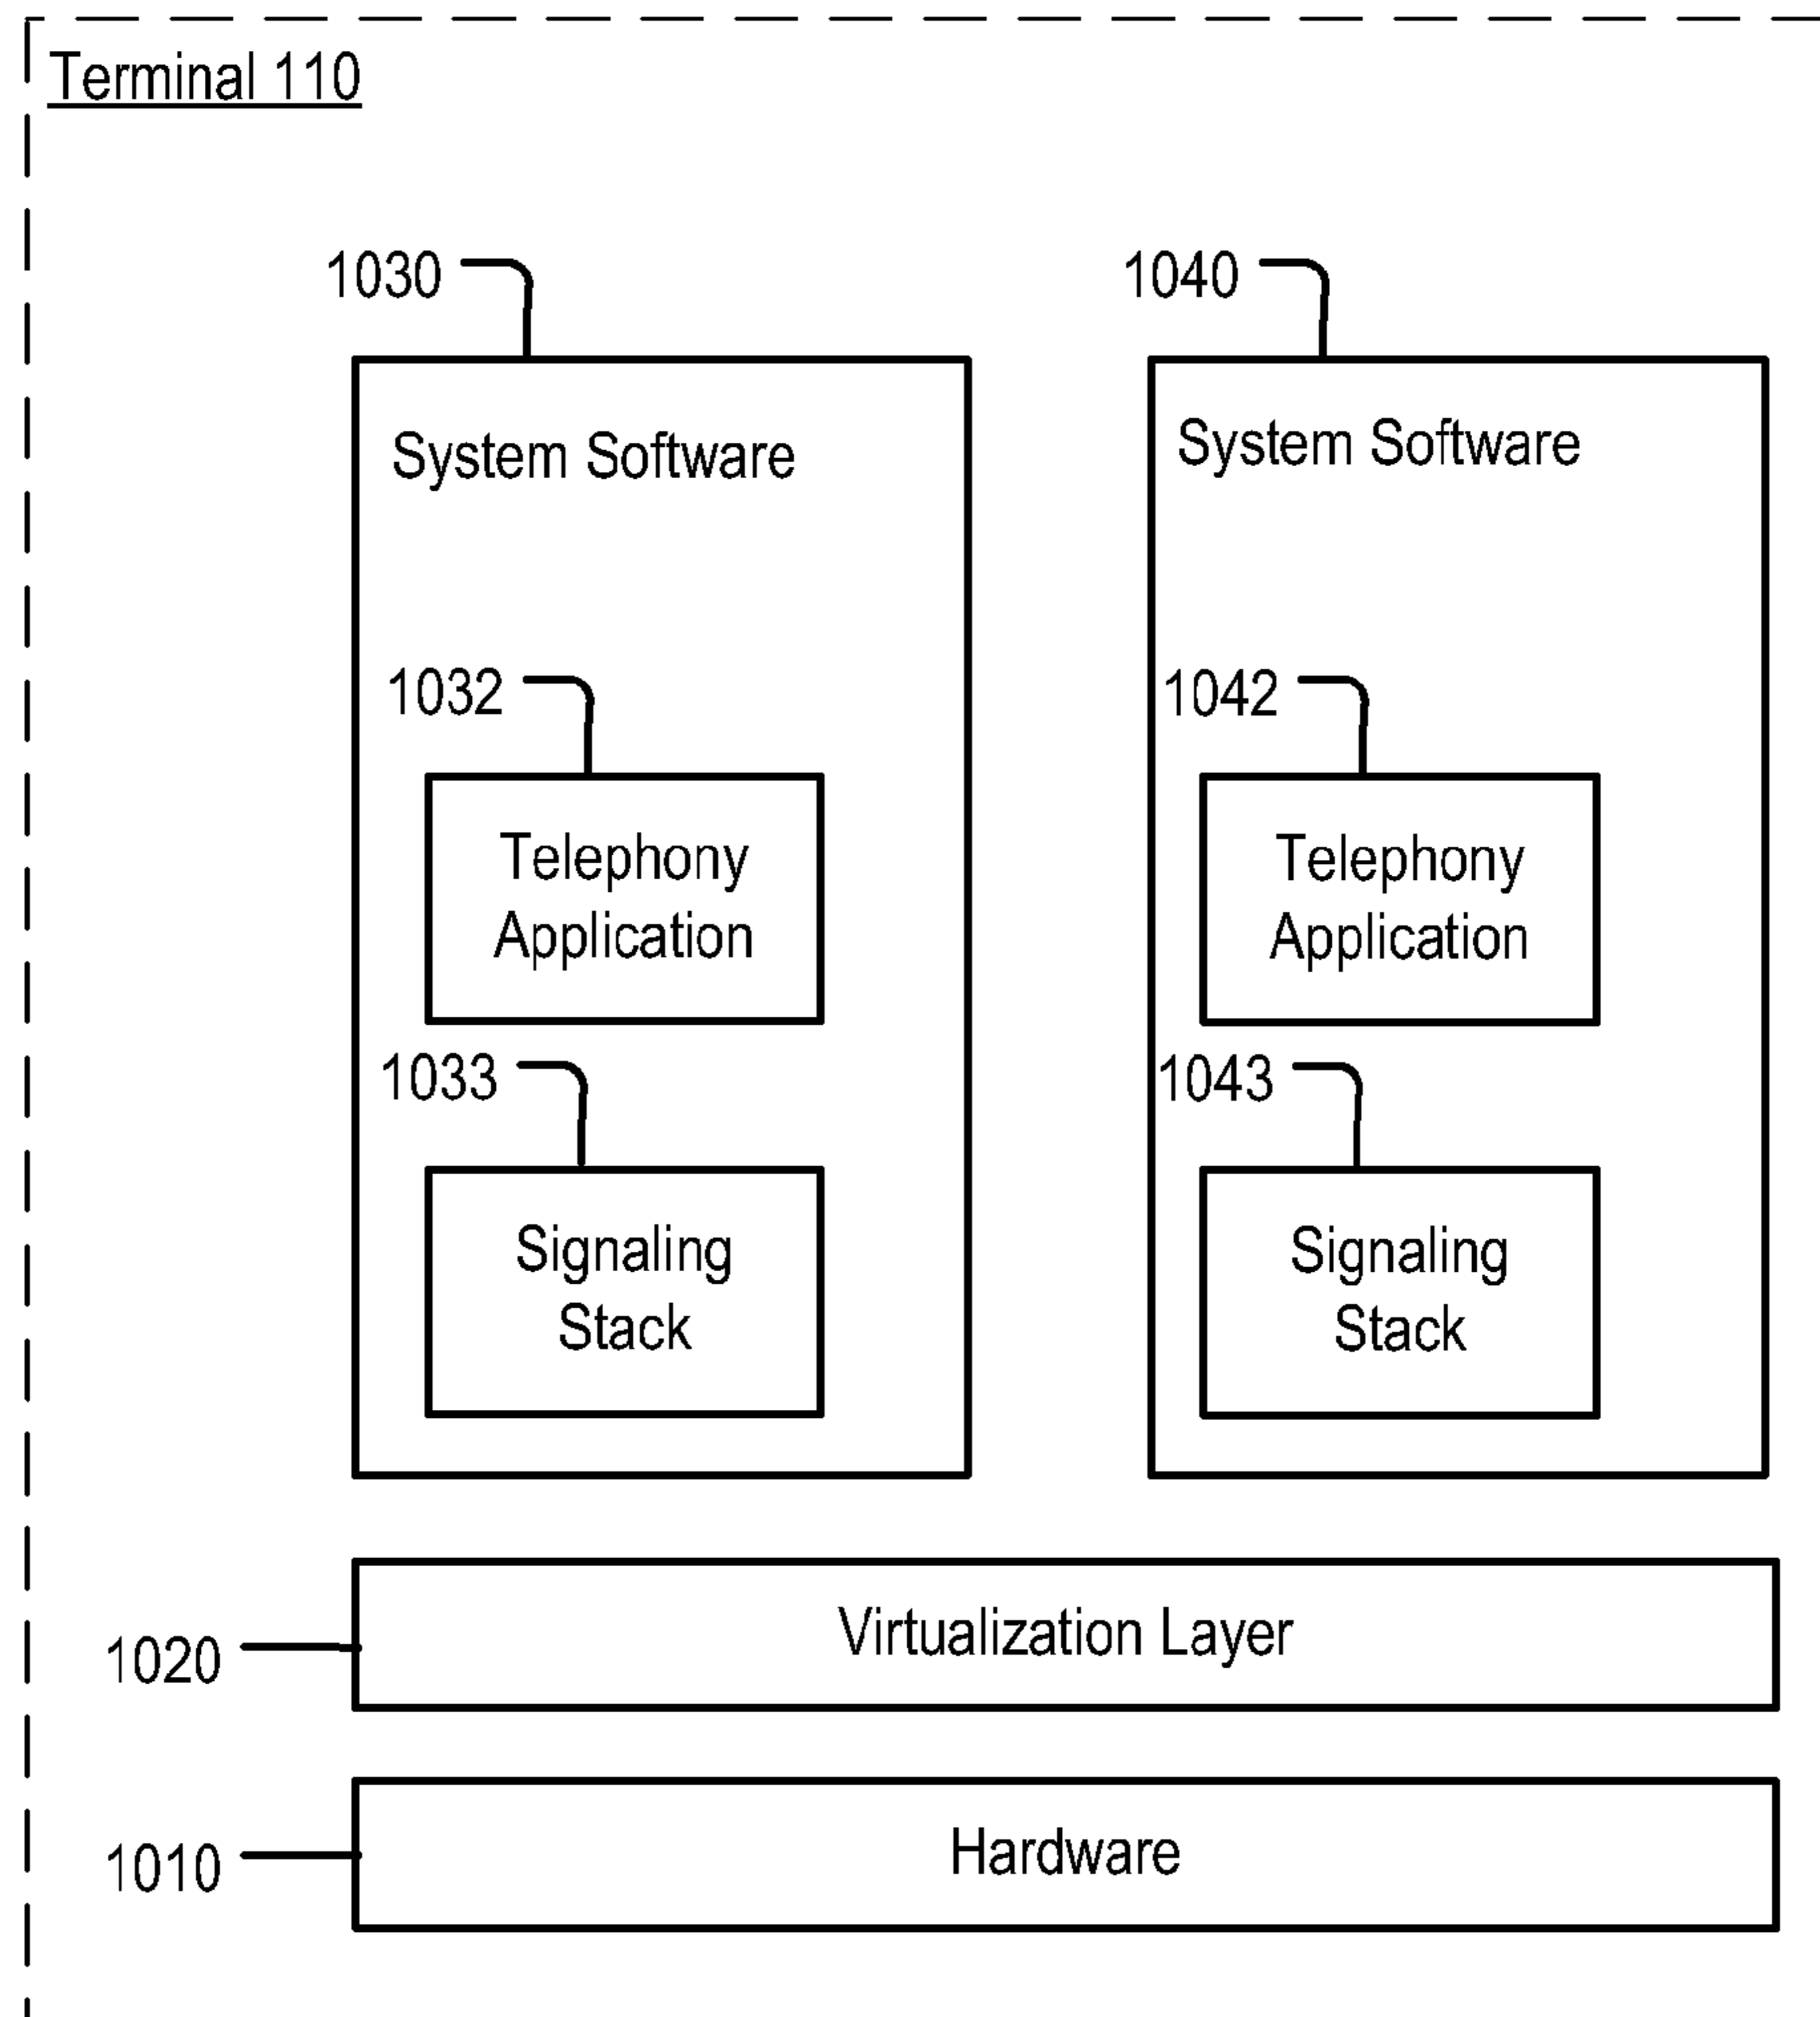 Terminal 110
1030
1040
System Software
System Software
1032
1042
Telephony
Application
Telephony
Application
1033
1043
Signaling
Stack
Signaling
Stack
Virtualization Layer
1020
Hardware
1010